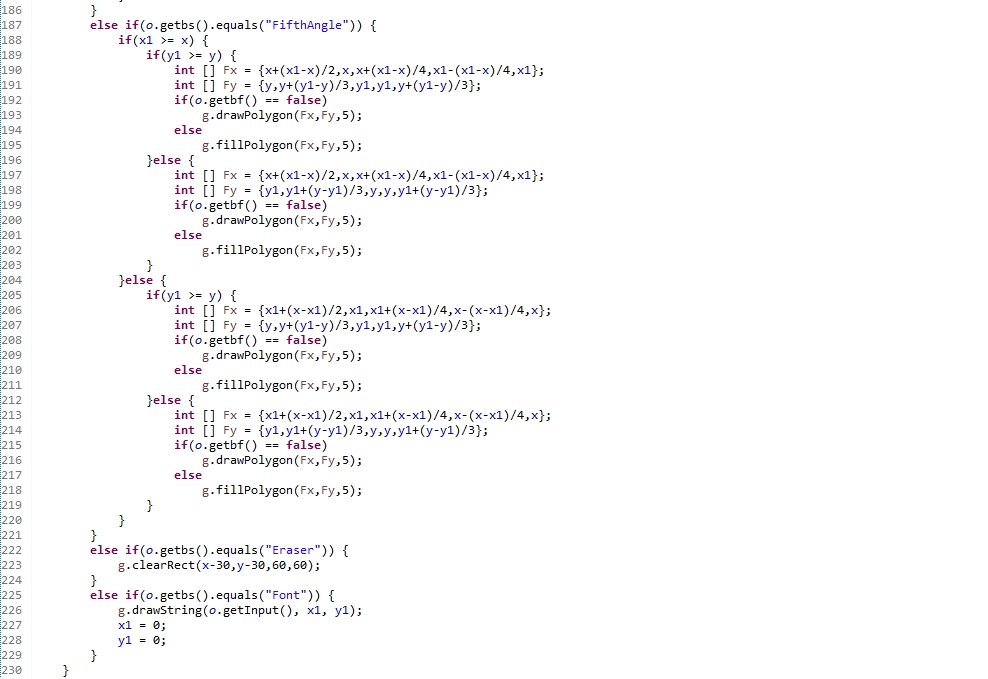 186         }
187         else if(o.getbs().equals("FifthAngle")) {
188             if(x1 >= x) {
189                 if(y1 >= y) {
190                     int [] Fx = {x+(x1-x)/2,x,x+(x1-x)/4,x1-(x1-x)/4,x1};
191                     int [] Fy = {y,y+(y1-y)/3,y1,y1,y+(y1-y)/3};
192                     if(o.getbf() == false)
193                         g.drawPolygon(Fx,Fy,5);
194                     else
195                         g.fillPolygon(Fx,Fy,5);
196                 }else {
197                     int [] Fx = {x+(x1-x)/2,x,x+(x1-x)/4,x1-(x1-x)/4,x1};
198                     int [] Fy = {y1,y1+(y-y1)/3,y,y,y1+(y-y1)/3};
199                     if(o.getbf() == false)
200                         g.drawPolygon(Fx,Fy,5);
201                     else
202                         g.fillPolygon(Fx,Fy,5);
203                 }
204             }else {
205                 if(y1 >= y) {
206                     int [] Fx = {x1+(x-x1)/2,x1,x1+(x-x1)/4,x-(x-x1)/4,x};
207                     int [] Fy = {y,y+(y1-y)/3,y1,y1,y+(y1-y)/3};
208                     if(o.getbf() == false)
209                         g.drawPolygon(Fx,Fy,5);
210                     else
211                         g.fillPolygon(Fx,Fy,5);
212                 }else {
213                     int [] Fx = {x1+(x-x1)/2,x1,x1+(x-x1)/4,x-(x-x1)/4,x};
214                     int [] Fy = {y1,y1+(y-y1)/3,y,y,y1+(y-y1)/3};
215                     if(o.getbf() == false)
216                         g.drawPolygon(Fx,Fy,5);
217                     else
218                         g.fillPolygon(Fx,Fy,5);
219                 }
220             }
221         }
222         else if(o.getbs().equals("Eraser")) {
223             g.clearRect(x-30,y-30,60,60);
224         }
225         else if(o.getbs().equals("Font")) {
226             g.drawString(o.getInput(), x1, y1);
227             x1 = 0;
228             y1 = 0;
229         }
230     }